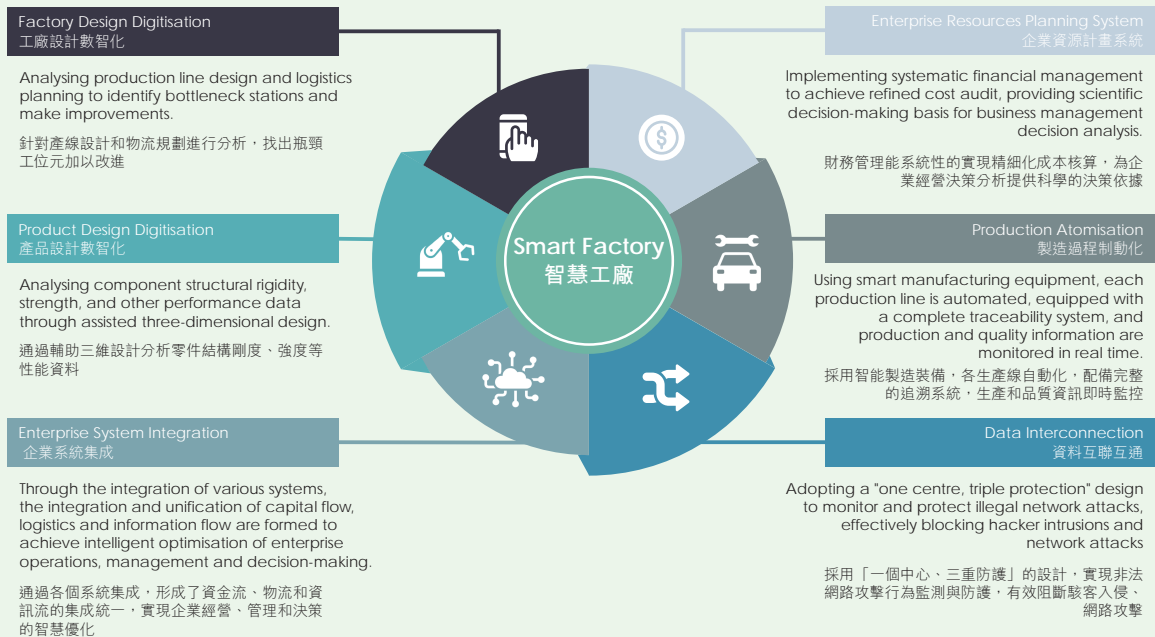 Factory Design Digitisation
工廠設計數智化
Analysing production line design and logistics
planning to identify bottleneck stations and
make improvements.
針對產線設計和物流規劃進行分析，找出瓶頸
工位元加以改進
Product Design Digitisation
產品設計數智化
Analysing component structural rigidity,
strength, and other performance data
through assisted three-dimensional design.
通過輔助三維設計分析零件結構剛度、強度等
性能資料
Enterprise System Integration
企業系統集成
Through the integration of various systems,
the integration and unification of capital flow,
logistics and information flow are formed to
achieve intelligent optimisation of enterprise
operations, management and decision-making.
通過各個系統集成，形成了資金流、物流和資
訊流的集成統一，實現企業經營、管理和決策
的智慧優化
Smart Factory
智慧工廠
Enterprise Resources Planning System
企業資源計畫系統
Implementing systematic financial management
to achieve refined cost audit, providing scientific
decision-making basis for business management
decision analysis.
財務管理能系統性的實現精細化成本核算，為企
業經營決策分析提供科學的決策依據
Production Atomisation
製造過程制動化
Using smart manufacturing equipment, each
production line is automated, equipped with
a complete traceability system, and
production and quality information are
monitored in real time.
採用智能製造裝備，各生產線自動化，配備完整
的追溯系統，生產和品質資訊即時監控
Data Interconnection
資料互聯互通
Adopting a "one centre, triple protection" design
to monitor and protect illegal network attacks,
effectively blocking hacker intrusions and
network attacks
採用「一個中心、三重防護」的設計，實現非法
網路攻擊行為監測與防護，有效阻斷駭客入侵、
網路攻擊